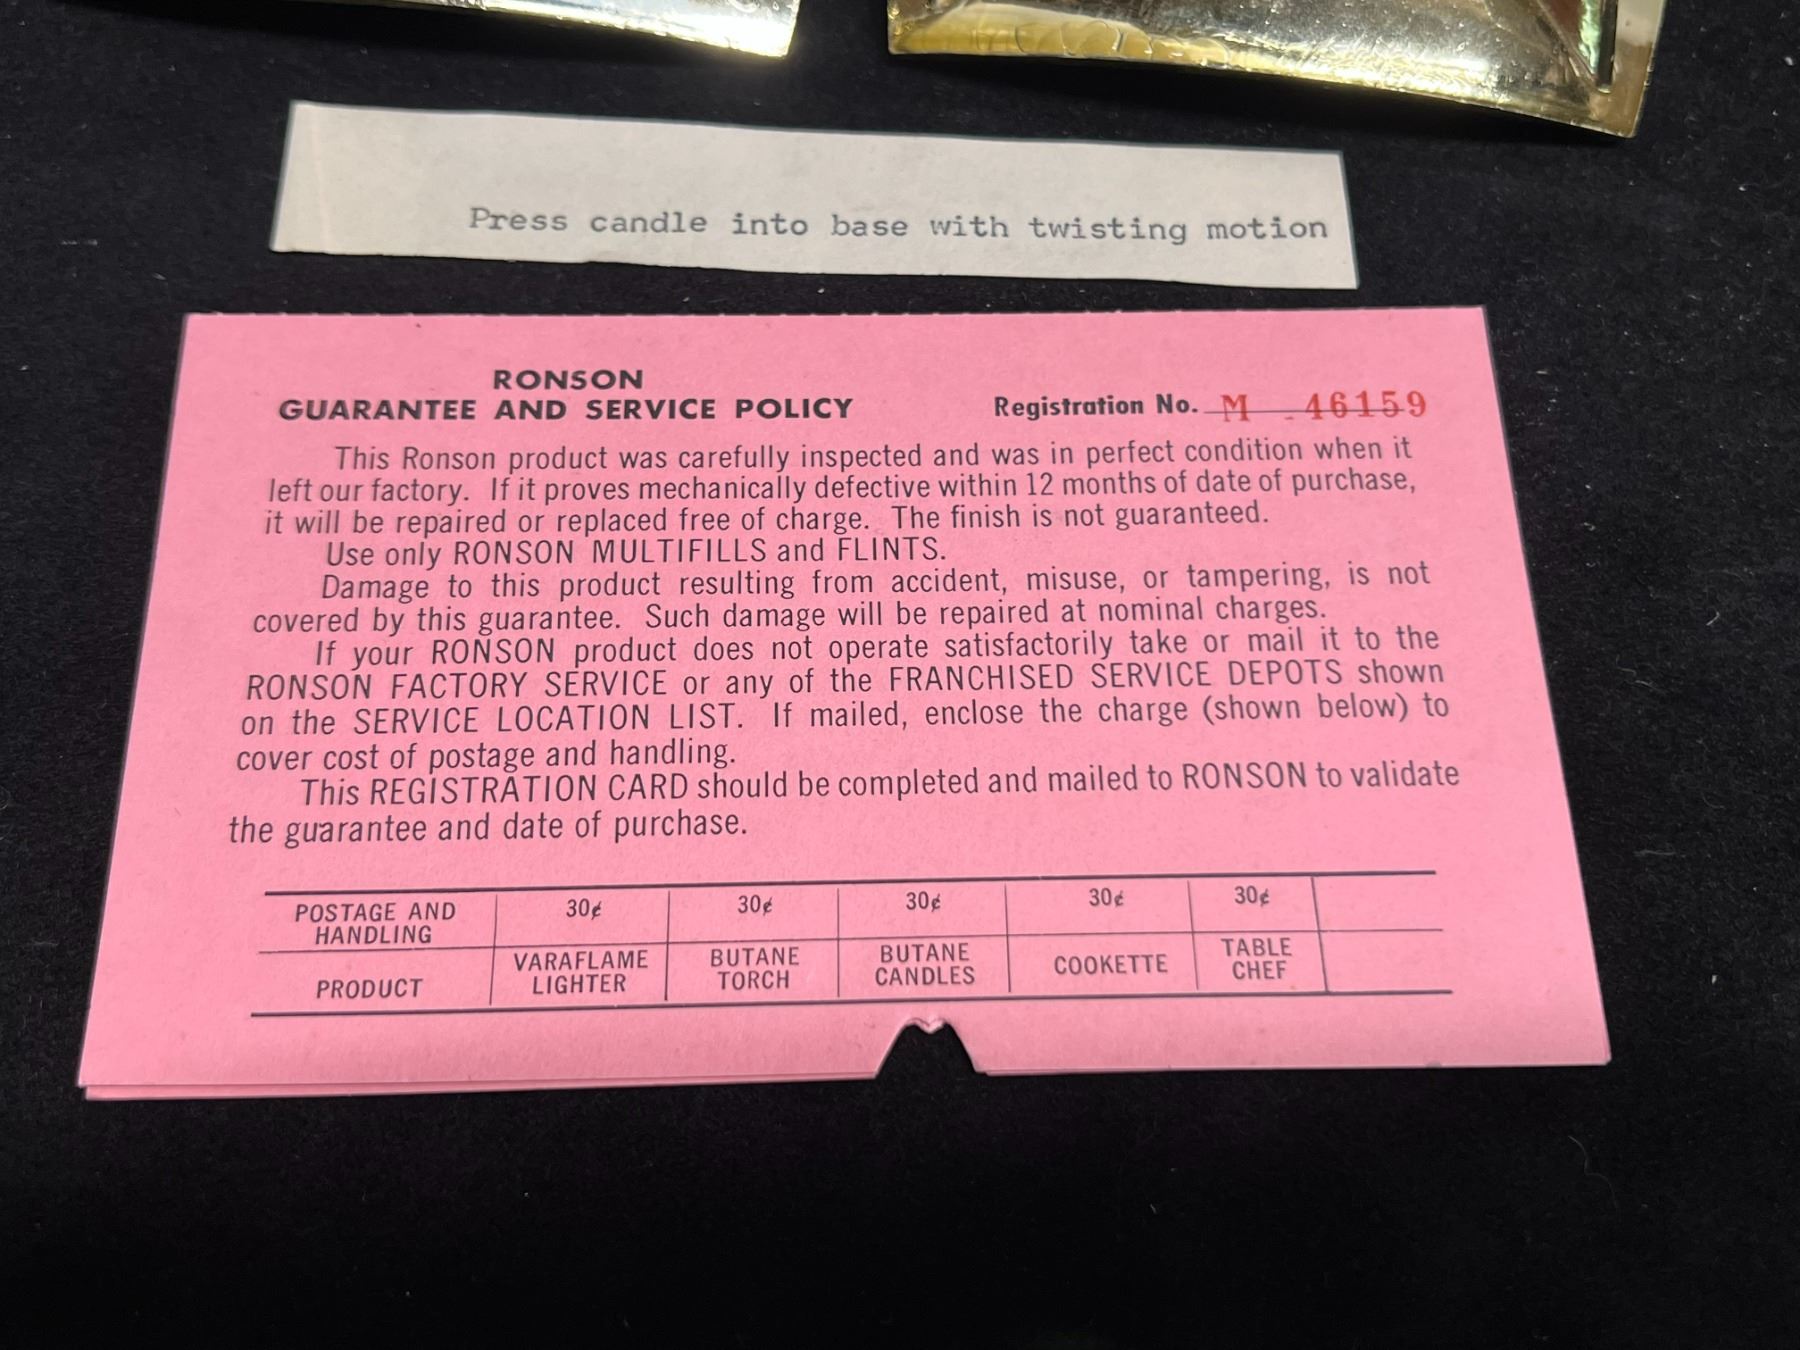 Press candle into base with twisting motion
RONSON
GUARANTEE AND SERVICE POLICY
Registration No. M 46159
This Ronson product was carefully inspected and was in perfect condition when it
left our factory. If it proves mechanically defective within 12 months of date of purchase,
it will be repaired or replaced free of charge. The finish is not guaranteed.
Use only RONSON MULTIFILLS and FLINTS.
Damage to this product resulting from accident, misuse, or tampering, is not
covered by this guarantee. Such damage will be repaired at nominal charges.
If your RONSON product does not operate satisfactorily take or mail it to the
RONSON FACTORY SERVICE or any of the FRANCHISED SERVICE DEPOTS shown
on the SERVICE LOCATION LIST. If mailed, enclose the charge (shown below) to
cover cost of postage and handling.
This REGISTRATION CARD should be completed and mailed to RONSON to validate
the guarantee and date of purchase.
POSTAGE AND HANDLING 30¢ 30¢ 30¢ 30¢ 30¢
PRODUCT VARAFLAME LIGHTER BUTANE TORCH BUTANE CANDLES COOKETTE TABLE CHEF